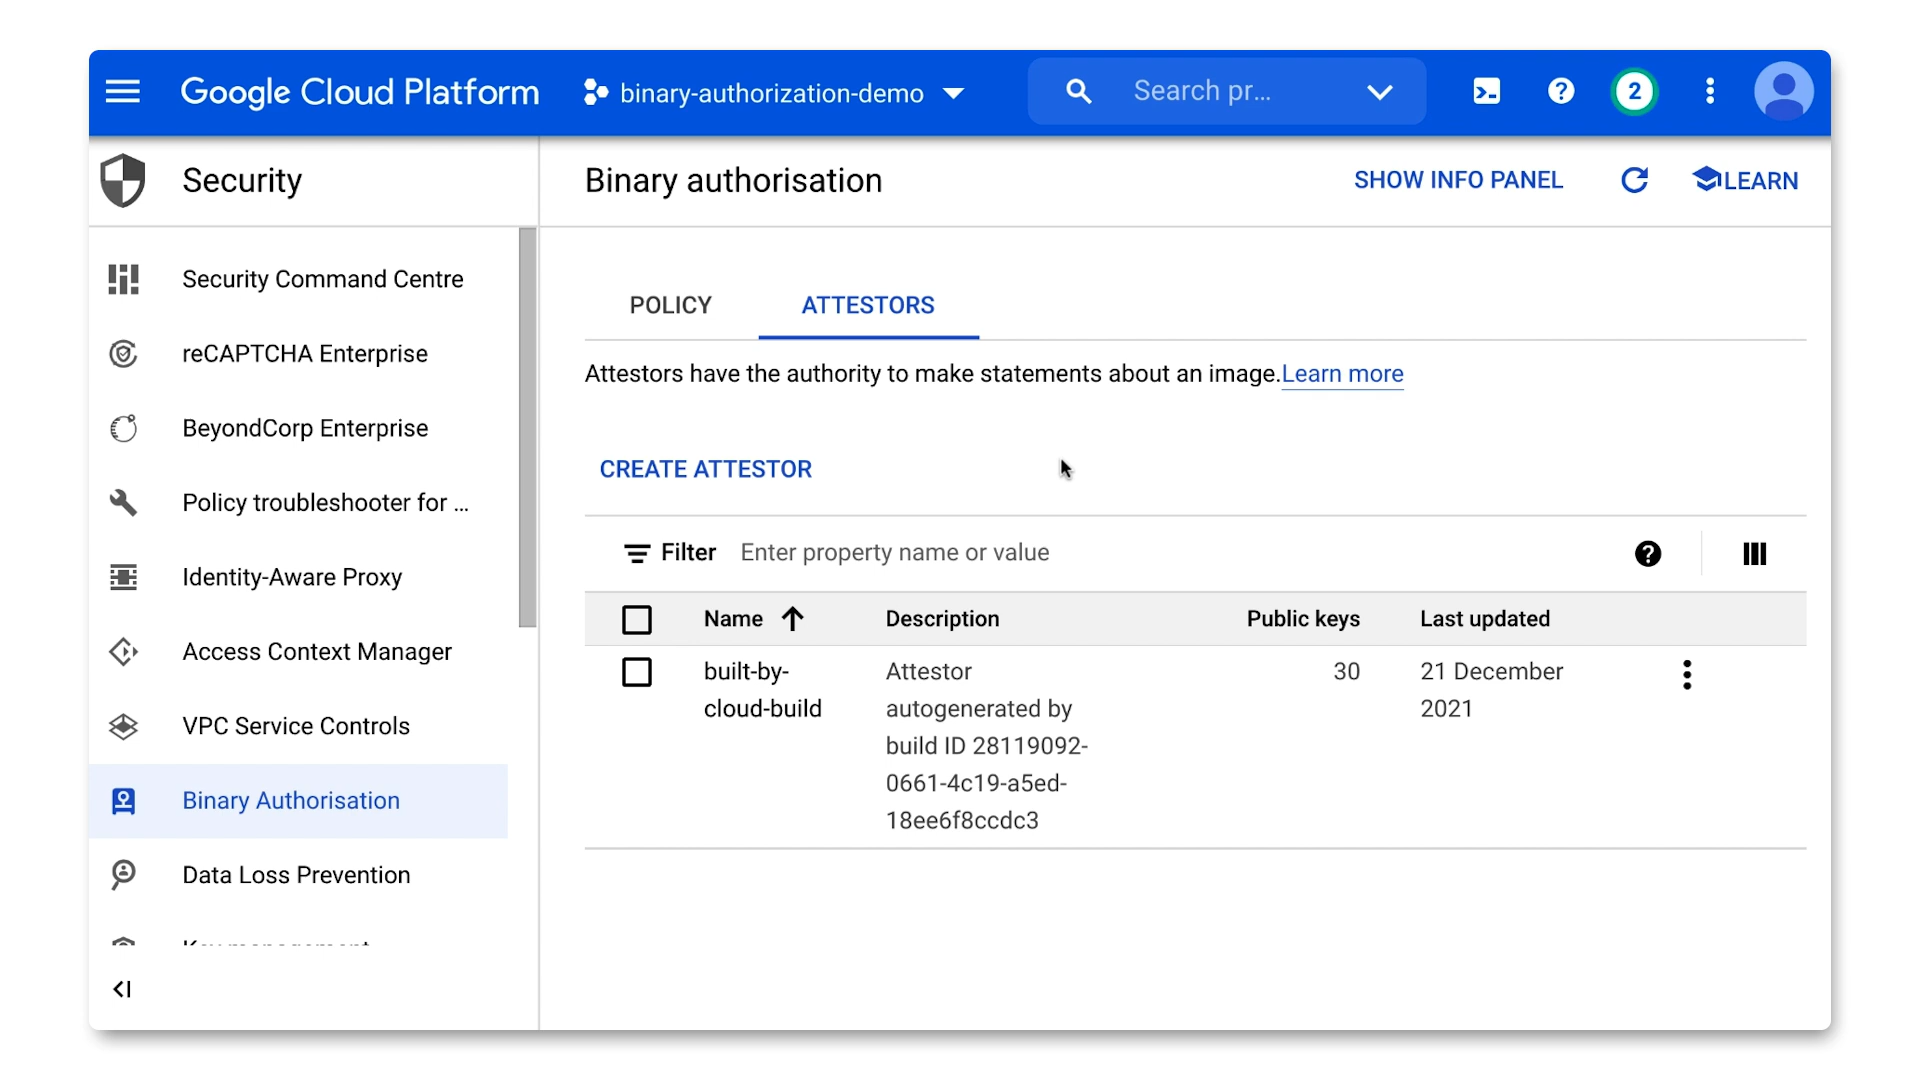 Google Cloud Platform
binary-authorization-demo
Search pr...
2
Security
Binary authorisation
SHOW INFO PANEL
LEARN
Security Command Centre
reCAPTCHA Enterprise
BeyondCorp Enterprise
Policy troubleshooter for ...
Identity-Aware Proxy
Access Context Manager
VPC Service Controls
Binary Authorisation
Data Loss Prevention
POLICY
ATTESTORS
Attestors have the authority to make statements about an image.Learn more
CREATE ATTESTOR
Filter
Enter property name or value
Name
Description
Public keys
Last updated
built-by-
cloud-build
Attestor
autogenerated by
build ID 28119092-
0661-4c19-a5ed-
18ee6f8ccdc3
30
21 December
2021